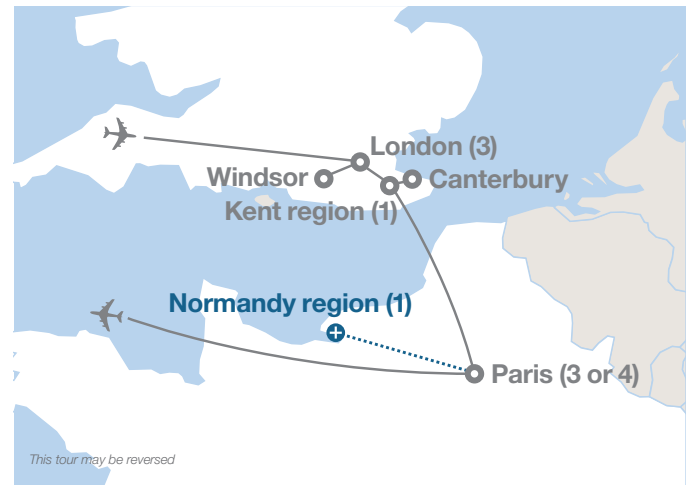 London (3)
Windsor
Canterbury
Kent region (1)
Normandy region (1)
Paris (3 or 4)
This tour may be reversed